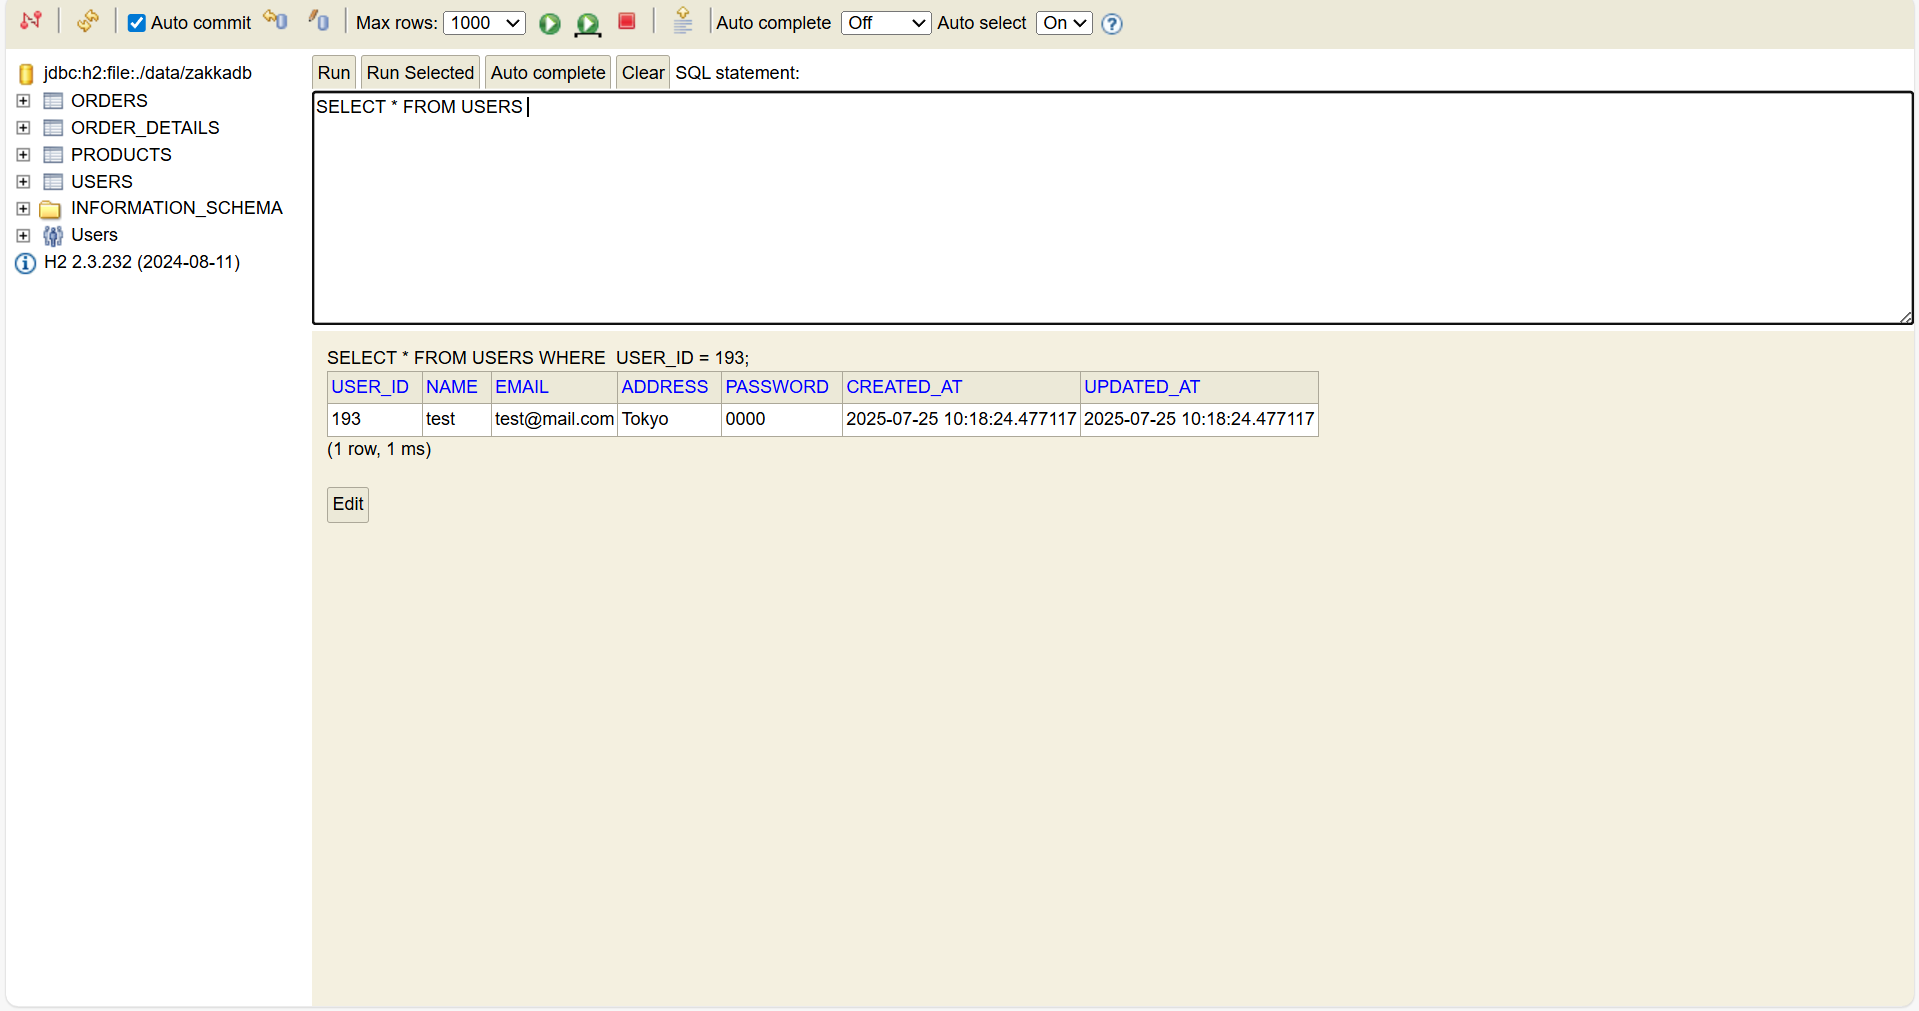 Auto commit Max rows: 1000 Auto complete Off Auto select On ?
jdbc:h2:file:./data/zakkadb
ORDERS
ORDER_DETAILS
PRODUCTS
USERS
INFORMATION_SCHEMA
Users
H2 2.3.232 (2024-08-11)
Run Run Selected Auto complete Clear SQL statement:
SELECT * FROM USERS
SELECT * FROM USERS WHERE  USER_ID = 193;
USER_ID NAME EMAIL ADDRESS PASSWORD CREATED_AT UPDATED_AT
193 test test@mail.com Tokyo 0000 2025-07-25 10:18:24.477117 2025-07-25 10:18:24.477117
(1 row, 1 ms)
Edit